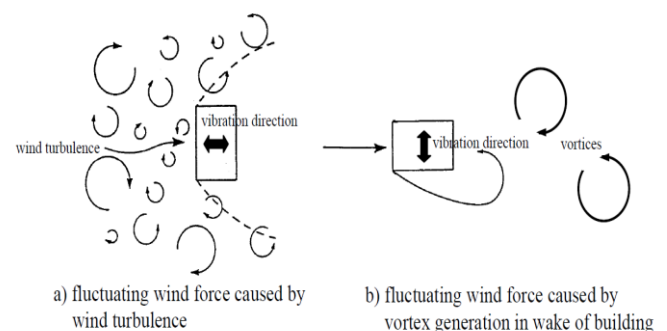 vibration direction
wind turbulence
vibration direction
vortices
a) fluctuating wind force caused by
wind turbulence
b) fluctuating wind force caused by
vortex generation in wake of building